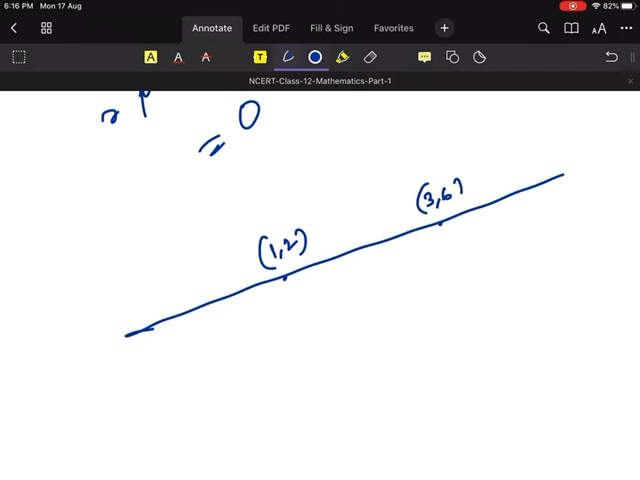 6:16 PM Mon 17 Aug
82%
Annotate Edit PDF Fill & Sign Favorites
A A A T
AA
NCERT-Class-12-Mathematics-Part-1
= 0
(3,6)
(1,2)